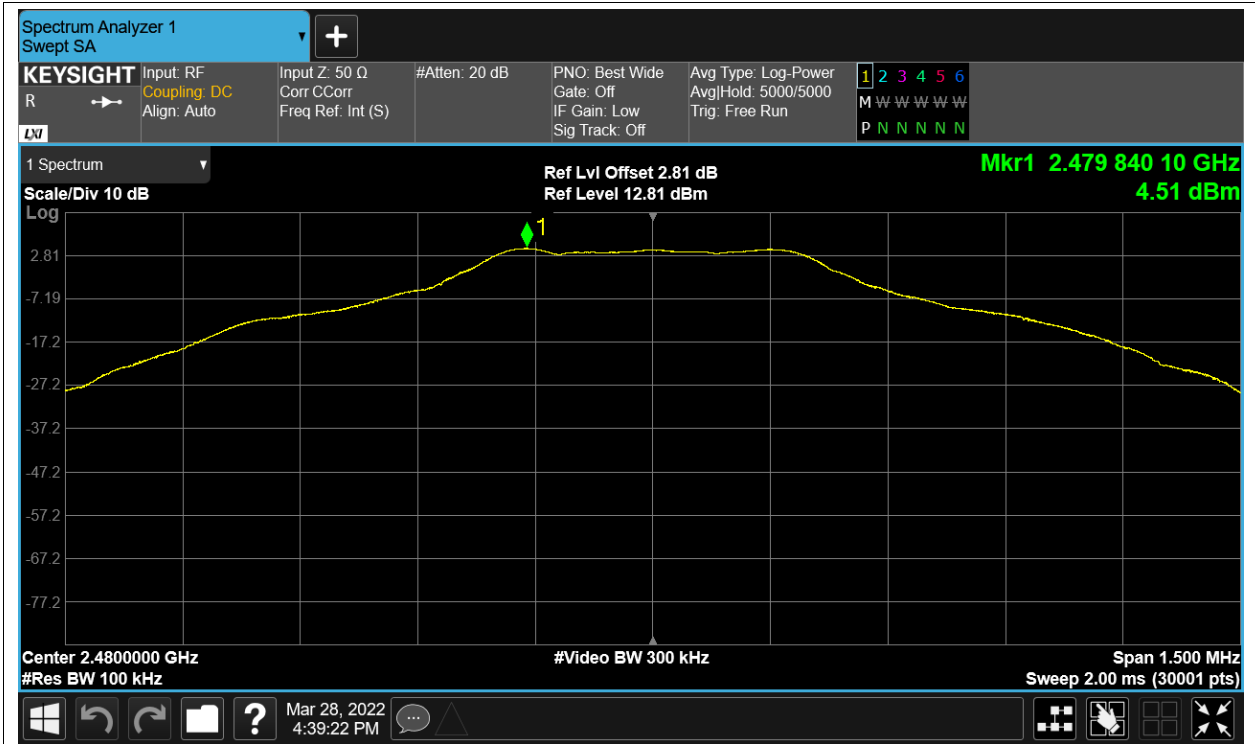 Spectrum Analyzer 1
Swept SA
KEYSIGHT
R
LXI
Input: RF
Coupling: DC
Align: Auto
Input Z: 50 Ω
Corr CCorr
Freq Ref: Int (S)
#Atten: 20 dB
PNO: Best Wide
Gate: Off
IF Gain: Low
Sig Track: Off
Avg Type: Log-Power
Avg|Hold: 5000/5000
Trig: Free Run
1 2 3 4 5 6
M W W W W W
P N N N N N
1 Spectrum
Scale/Div 10 dB
Log
Ref Lvl Offset 2.81 dB
Ref Level 12.81 dBm
Mkr1 2.479 840 10 GHz
4.51 dBm
1
2.81
-7.19
-17.2
-27.2
-37.2
-47.2
-57.2
-67.2
-77.2
Center 2.4800000 GHz
#Res BW 100 kHz
#Video BW 300 kHz
Span 1.500 MHz
Sweep 2.00 ms (30001 pts)
?
Mar 28, 2022
4:39:22 PM